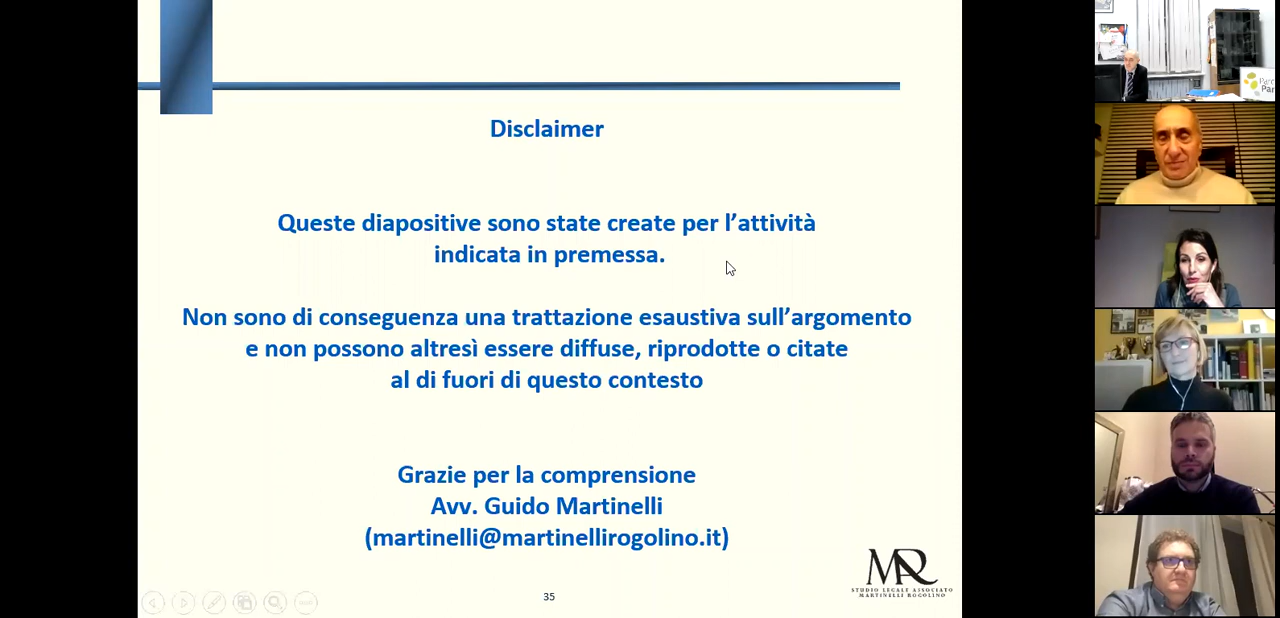 Disclaimer
Queste diapositive sono state create per l’attività
indicata in premessa.
Non sono di conseguenza una trattazione esaustiva sull’argomento
e non possono altresì essere diffuse, riprodotte o citate
al di fuori di questo contesto
Grazie per la comprensione
Avv. Guido Martinelli
(martinelli@martinellirogolino.it)
35
MR
STUDIO LEGALE ASSOCIATO
MARTINELLI ROGOLINO